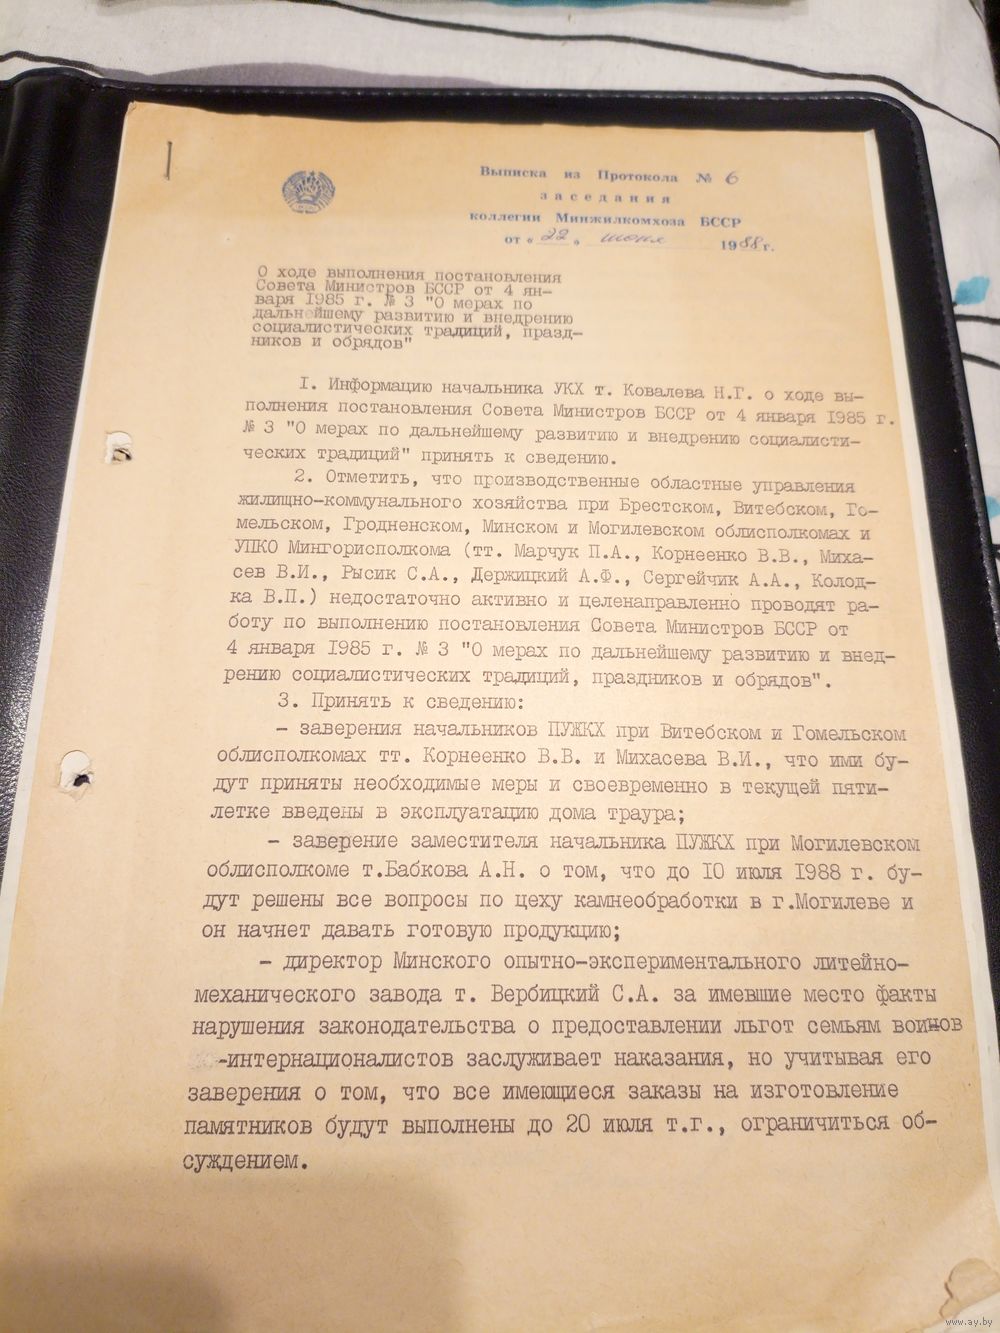 Выписка из Протокола № 6
заседания
коллегии Минжилкомхоза БССР
от « 22 » июня 1988 г.
О ходе выполнения постановления
Совета Министров БССР от 4 ян-
варя 1985 г. № 3 "О мерах по
дальнейшему развитию и внедрению
социалистических традиций, празд-
ников и обрядов"
1. Информацию начальника УКХ т. Ковалева Н.Г. о ходе вы-
полнения постановления Совета Министров БССР от 4 января 1985 г.
№ 3 "О мерах по дальнейшему развитию и внедрению социалисти-
ческих традиций" принять к сведению.
2. Отметить, что производственные областные управления
жилищно-коммунального хозяйства при Брестском, Витебском, Го-
мельском, Гродненском, Минском и Могилевском облисполкомах и
УПКО Мингорисполкома (тт. Марчук П.А., Корнеенко В.В., Миха-
сев В.И., Рысик С.А., Держицкий А.Ф., Сергейчик А.А., Колод-
ка В.П.) недостаточно активно и целенаправленно проводят ра-
боту по выполнению постановления Совета Министров БССР от
4 января 1985 г. № 3 "О мерах по дальнейшему развитию и внед-
рению социалистических традиций, праздников и обрядов".
3. Принять к сведению:
- заверения начальников ПУЖКХ при Витебском и Гомельском
облисполкомах тт. Корнеенко В.В. и Михасева В.И., что ими бу-
дут приняты необходимые меры и своевременно в текущей пяти-
летке введены в эксплуатацию дома траура;
- заверение заместителя начальника ПУЖКХ при Могилевском
облисполкоме т.Бабкова А.Н. о том, что до 10 июля 1988 г. бу-
дут решены все вопросы по цеху камнеобработки в г.Могилеве и
он начнет давать готовую продукцию;
- директор Минского опытно-экспериментального литейно-
механического завода т. Вербицкий С.А. за имевшие место факты
нарушения законодательства о предоставлении льгот семьям воинов
-интернационалистов заслуживает наказания, но учитывая его
заверения о том, что все имеющиеся заказы на изготовление
памятников будут выполнены до 20 июля т.г., ограничиться об-
суждением.
www.ay.by